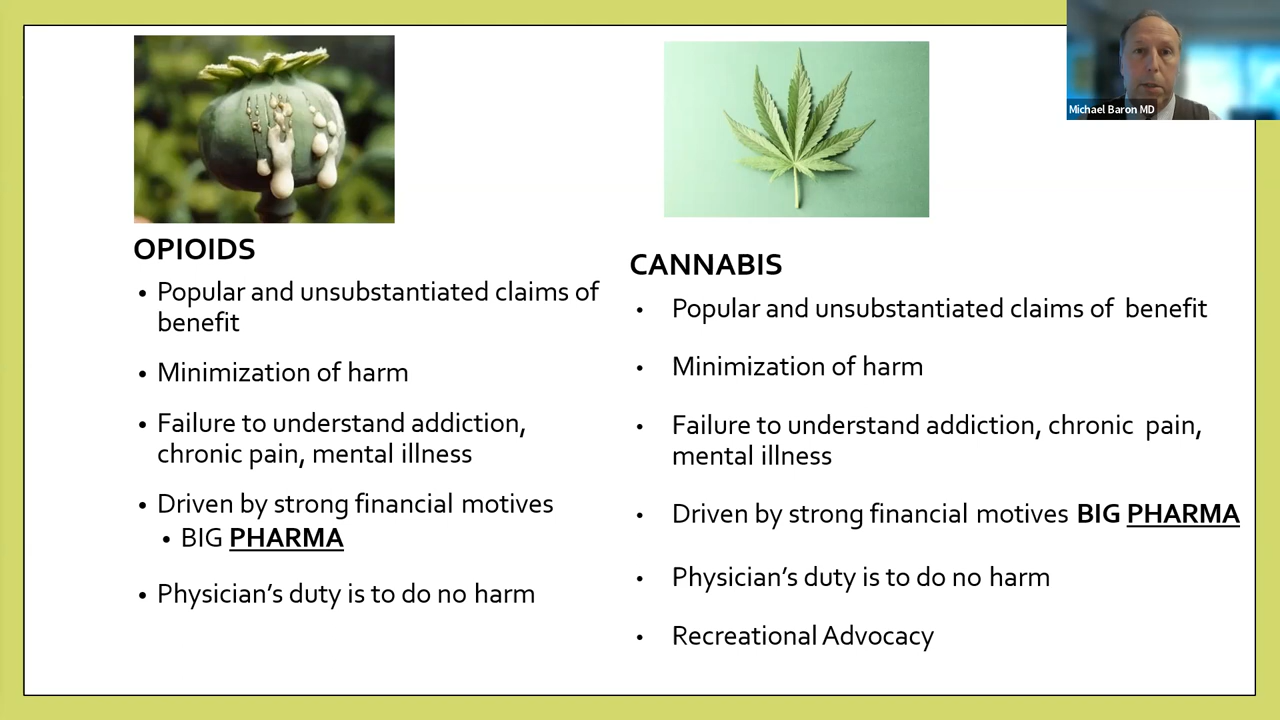 Michael Baron MD
OPIOIDS
• Popular and unsubstantiated claims of
benefit
• Minimization of harm
• Failure to understand addiction,
chronic pain, mental illness
• Driven by strong financial motives
• BIG PHARMA
• Physician’s duty is to do no harm
CANNABIS
• Popular and unsubstantiated claims of benefit
• Minimization of harm
• Failure to understand addiction, chronic pain,
mental illness
• Driven by strong financial motives BIG PHARMA
• Physician’s duty is to do no harm
• Recreational Advocacy